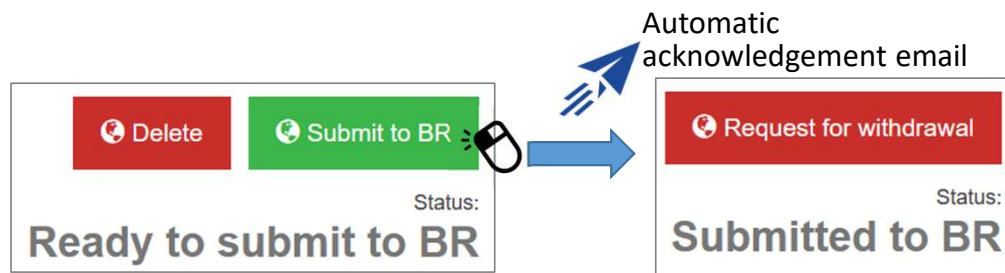 Automatic
acknowledgement email
Delete
Submit to BR
Status:
Ready to submit to BR
Request for withdrawal
Status:
Submitted to BR